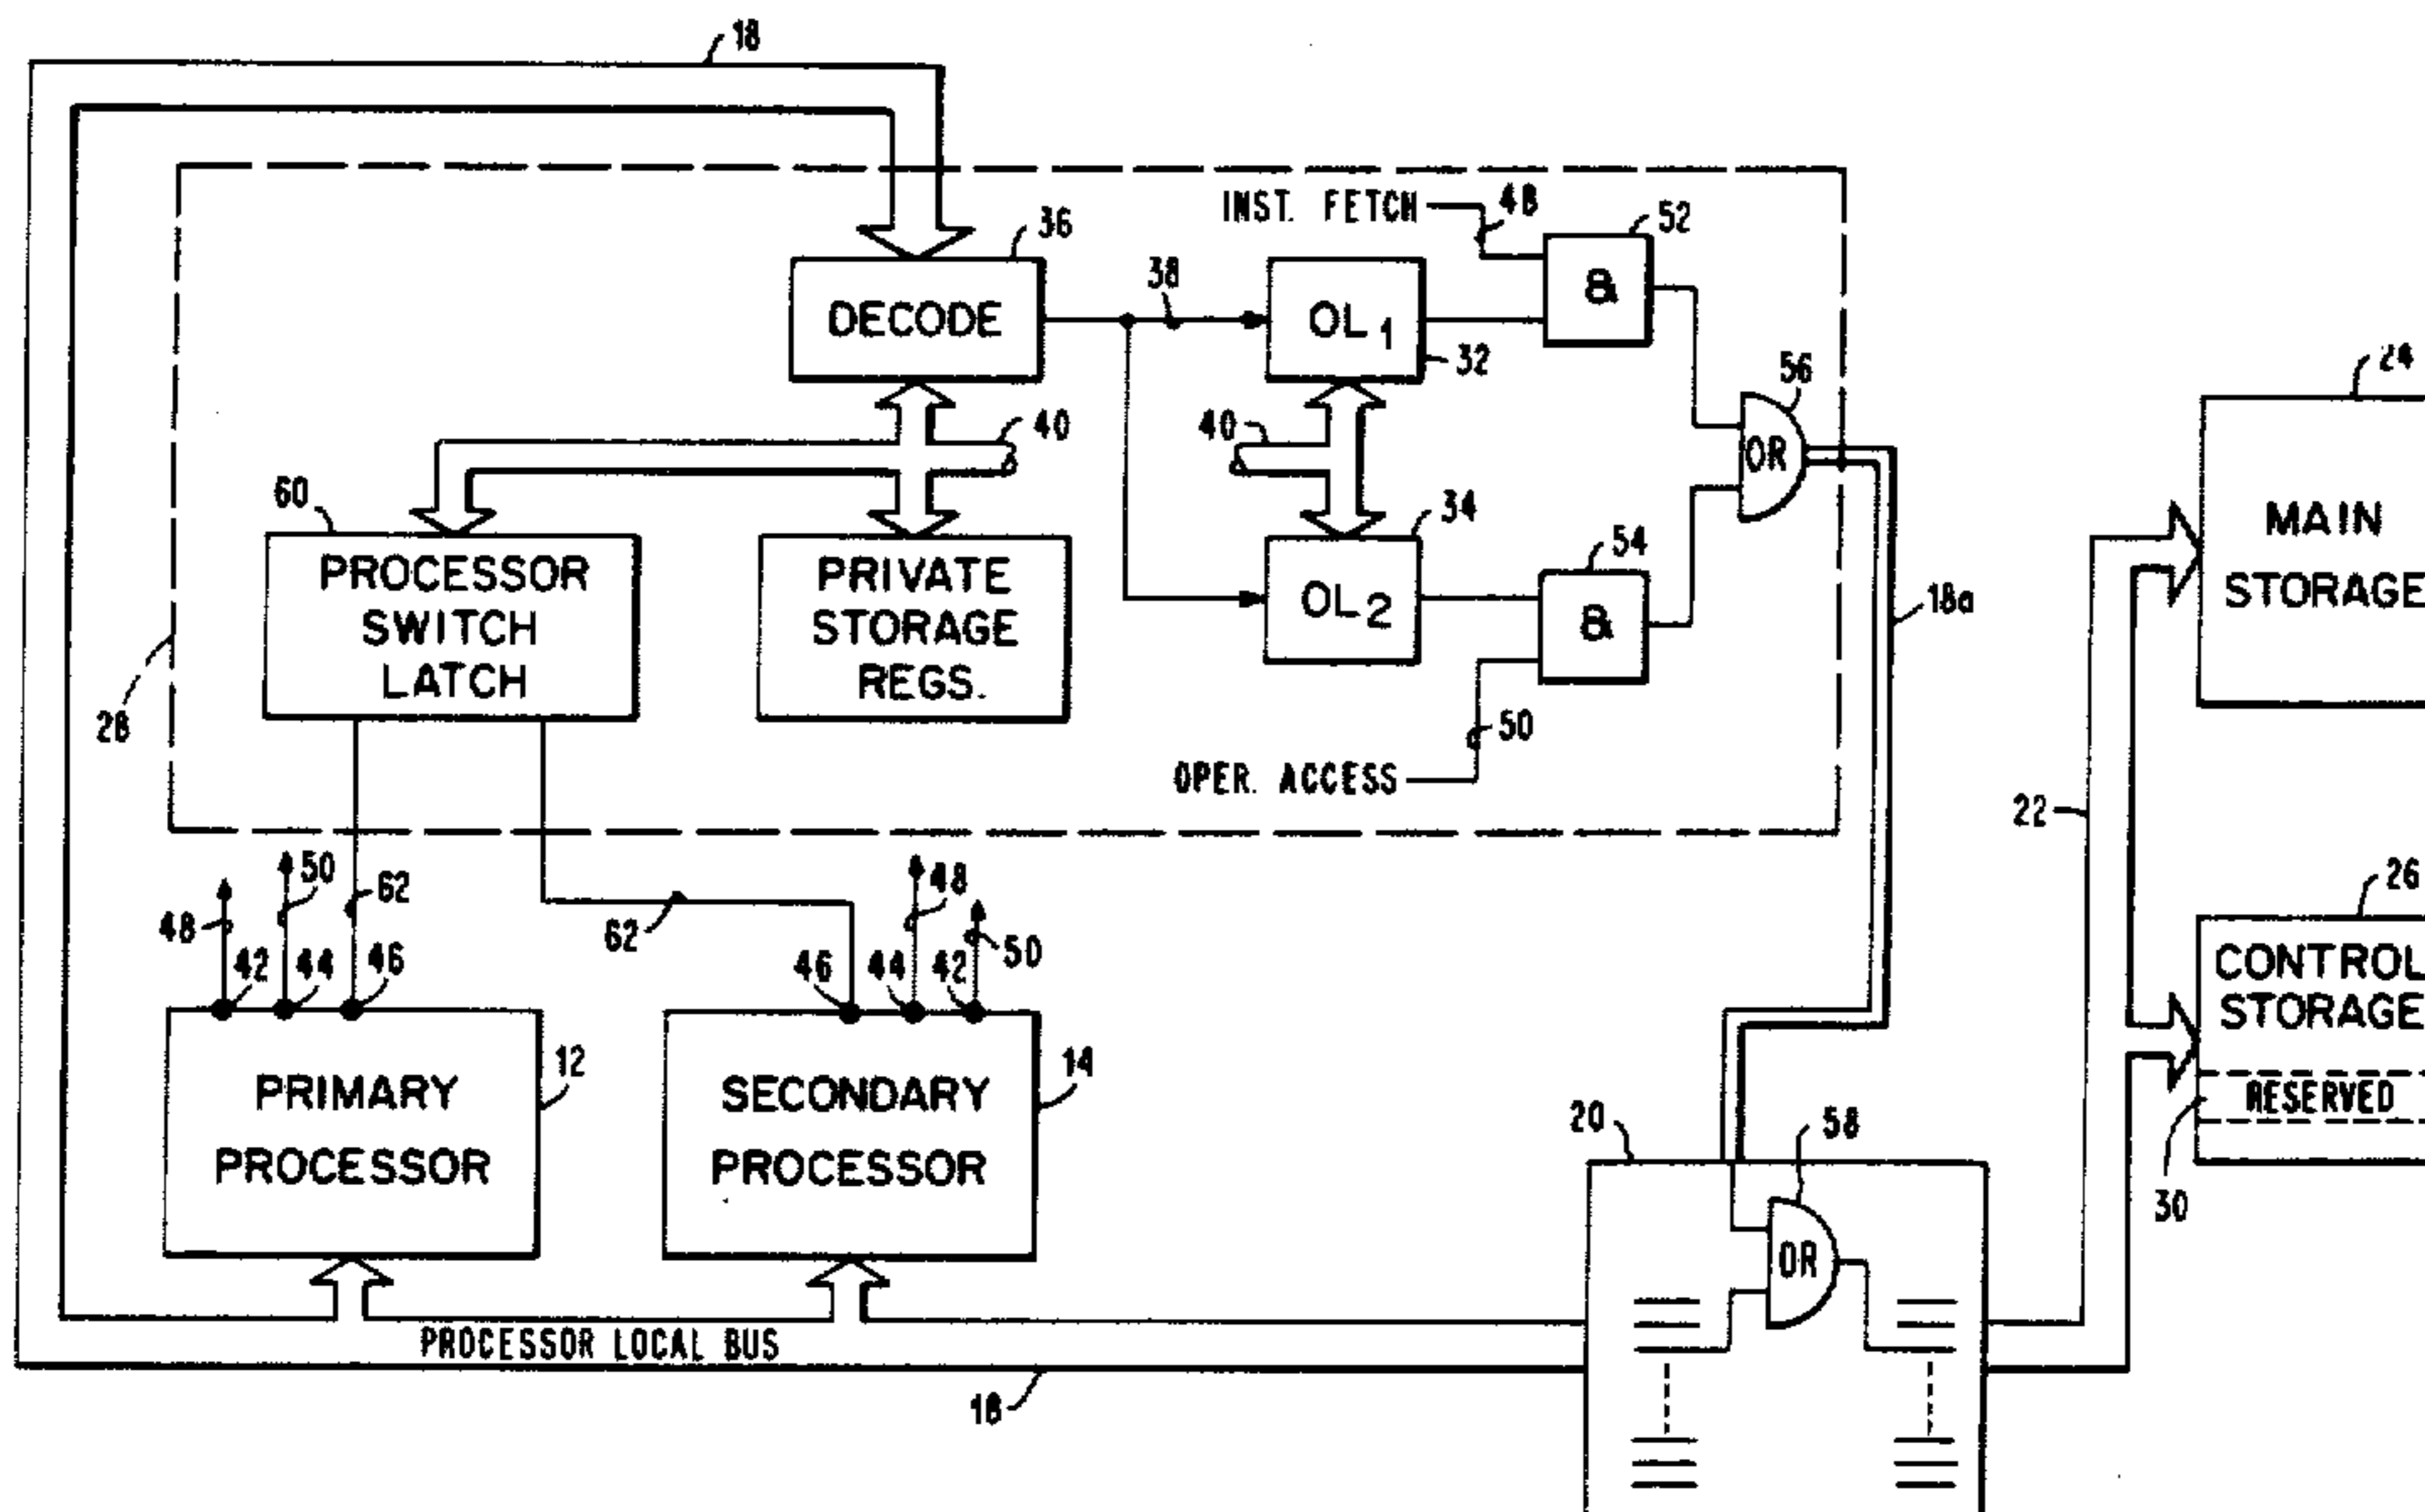 18
INST. FETCH
48
52
&
36
DECODE
38
OL1
32
56
OR
24
MAIN
STORAGE
40
40
60
PROCESSOR
SWITCH
LATCH
PRIVATE
STORAGE
REGS.
34
OL2
54
&
18a
28
50
OPER. ACCESS
22
48
50
62
62
48
50
26
CONTROL
STORAGE
RESERVED
30
42
44
46
46
44
42
PRIMARY
PROCESSOR
12
SECONDARY
PROCESSOR
14
20
58
OR
PROCESSOR LOCAL BUS
18